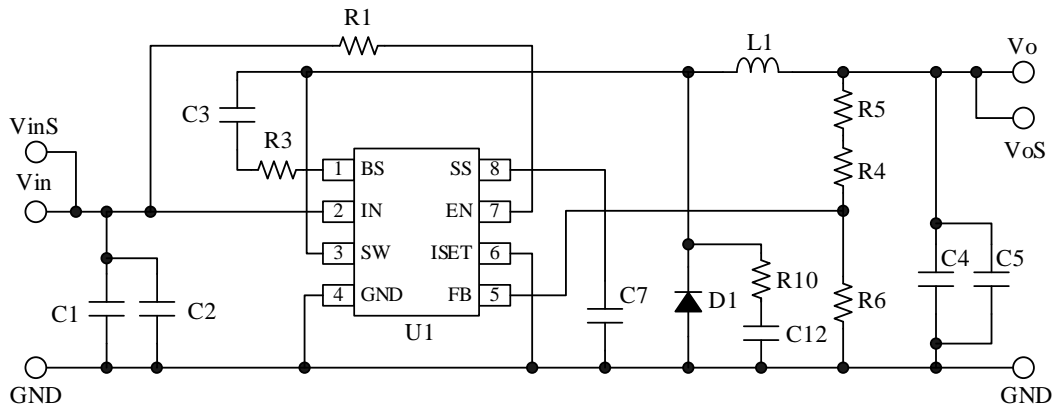 R1
L1
Vo
C3
R5
VinS
R3
VoS
Vin
1 BS SS 8
R4
2 IN EN 7
3 SW ISET 6
C4 C5
R10
4 GND FB 5
C7 D1
R6
C1 C2
U1
C12
GND GND